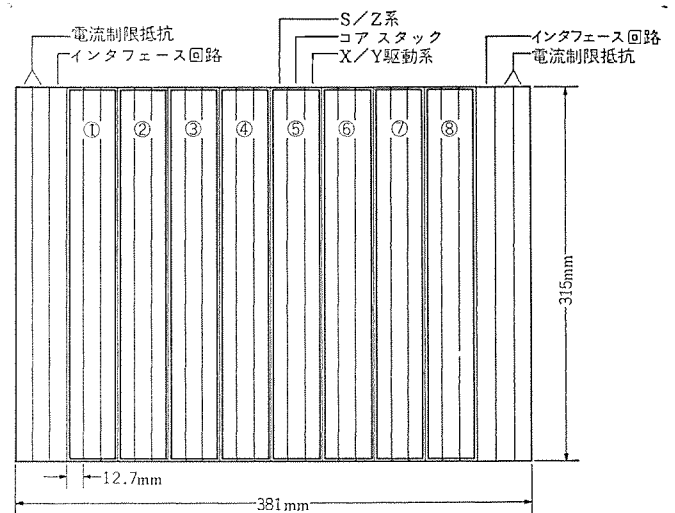 電流制限抵抗
インタフェース回路
S/Z系
コア スタック
X/Y駆動系
インタフェース回路
電流制限抵抗
① ② ③ ④ ⑤ ⑥ ⑦ ⑧
315mm
12.7mm
381mm